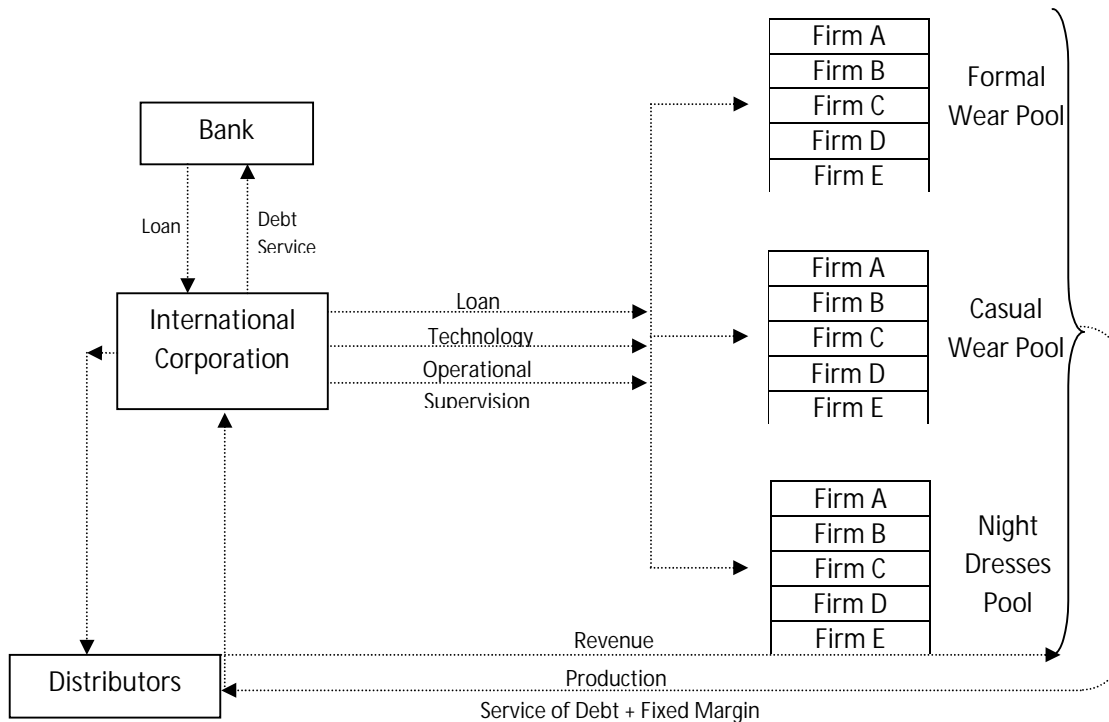 Firm A
Firm B
Firm C
Firm D
Firm E
Formal
Wear Pool
Bank
Loan
Debt
Service
Firm A
Firm B
Firm C
Firm D
Firm E
Casual
Wear Pool
International
Corporation
Loan
Technology
Operational
Supervision
Firm A
Firm B
Firm C
Firm D
Firm E
Night
Dresses
Pool
Revenue
Distributors
Production
Service of Debt + Fixed Margin